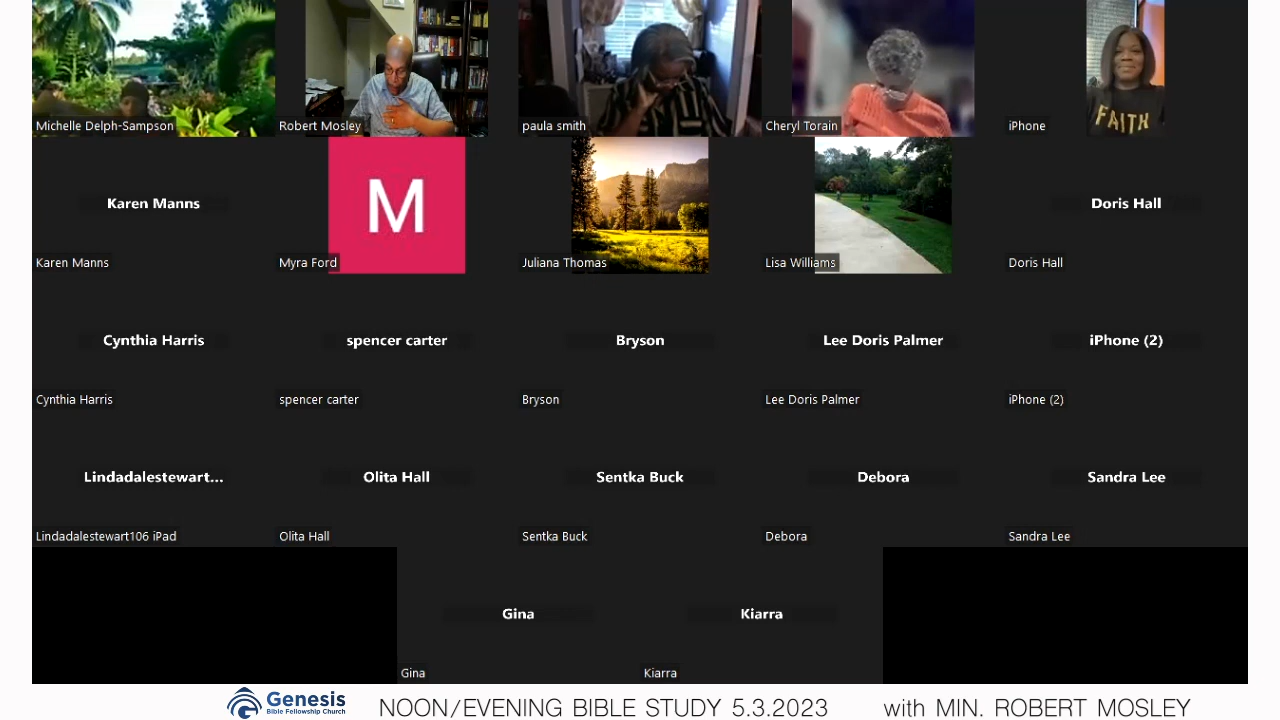 Michelle Delph-Sampson
Robert Mosley
paula smith
Cheryl Torain
iPhone
FAITH
Karen Manns
Karen Manns
M
Myra Ford
Juliana Thomas
Lisa Williams
Doris Hall
Doris Hall
Cynthia Harris
Cynthia Harris
spencer carter
spencer carter
Bryson
Bryson
Lee Doris Palmer
Lee Doris Palmer
iPhone (2)
iPhone (2)
Lindadalestewart...
Lindadalestewart106 iPad
Olita Hall
Olita Hall
Sentka Buck
Sentka Buck
Debora
Debora
Sandra Lee
Sandra Lee
Gina
Gina
Kiarra
Kiarra
Genesis
Bible Fellowship Church
NOON/EVENING BIBLE STUDY 5.3.2023
with MIN. ROBERT MOSLEY